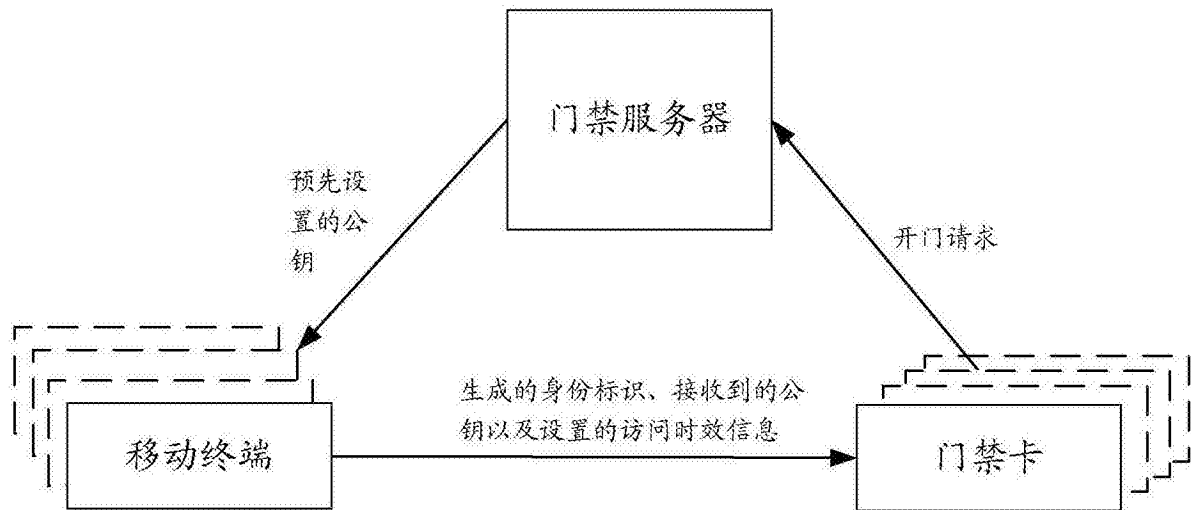 门禁服务器
预先设
置的公
钥
开门请求
生成的身份标识、接收到的公
钥以及设置的访问时效信息
移动终端
门禁卡